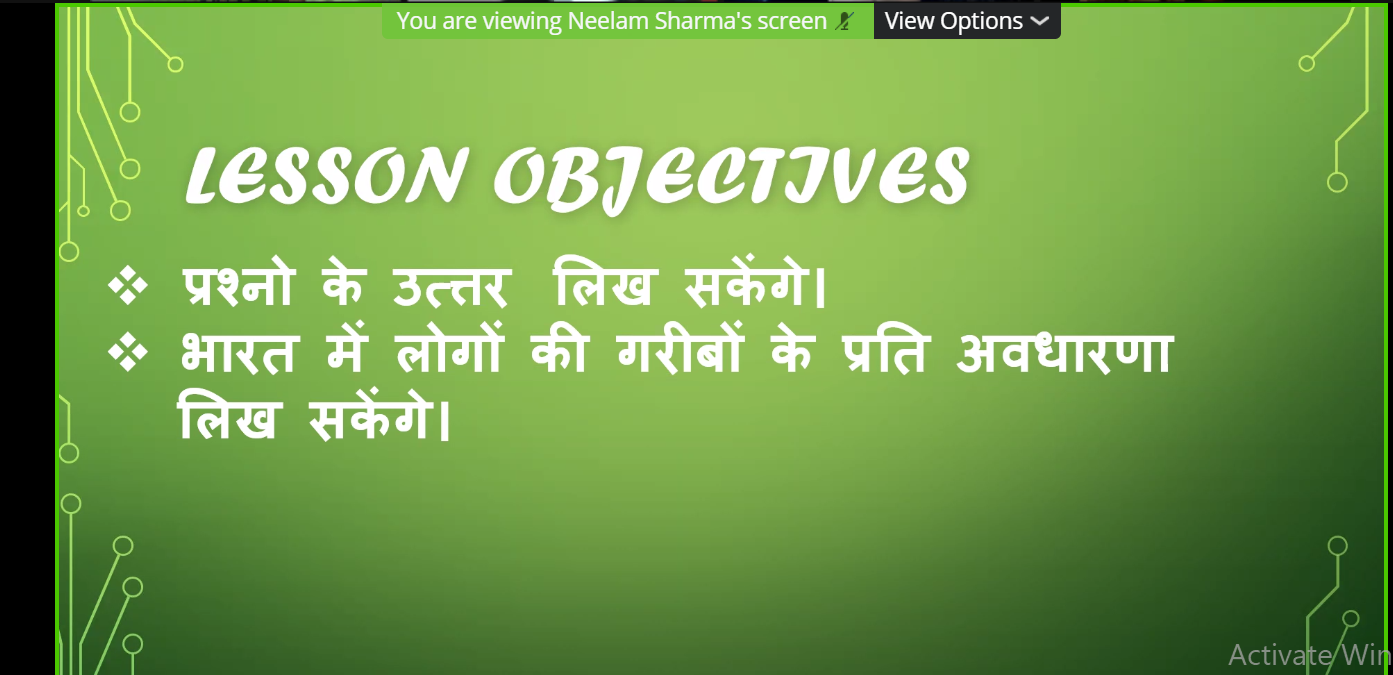 You are viewing Neelam Sharma's screen View Options
LESSON OBJECTIVES
❖ प्रश्नो के उत्त्तर लिख सकेंगे।
❖ भारत में लोगों की गरीबों के प्रति अवधारणा
लिख सकेंगे।
Activate Win